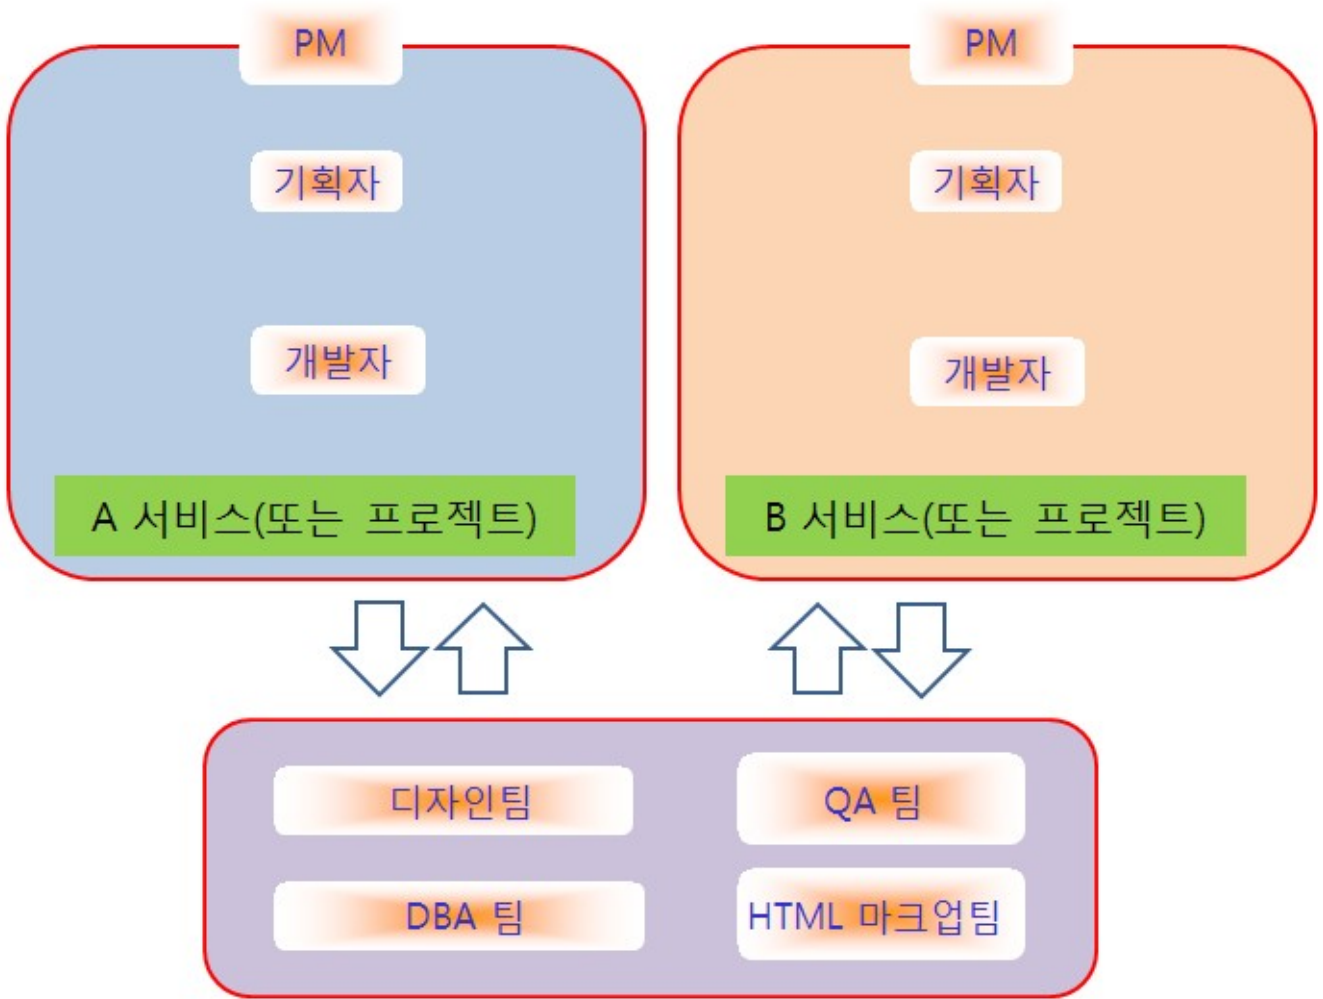 PM
기획자
개발자
A 서비스(또는 프로젝트)
PM
기획자
개발자
B 서비스(또는 프로젝트)
디자인팀
QA 팀
DBA 팀
HTML 마크업팀